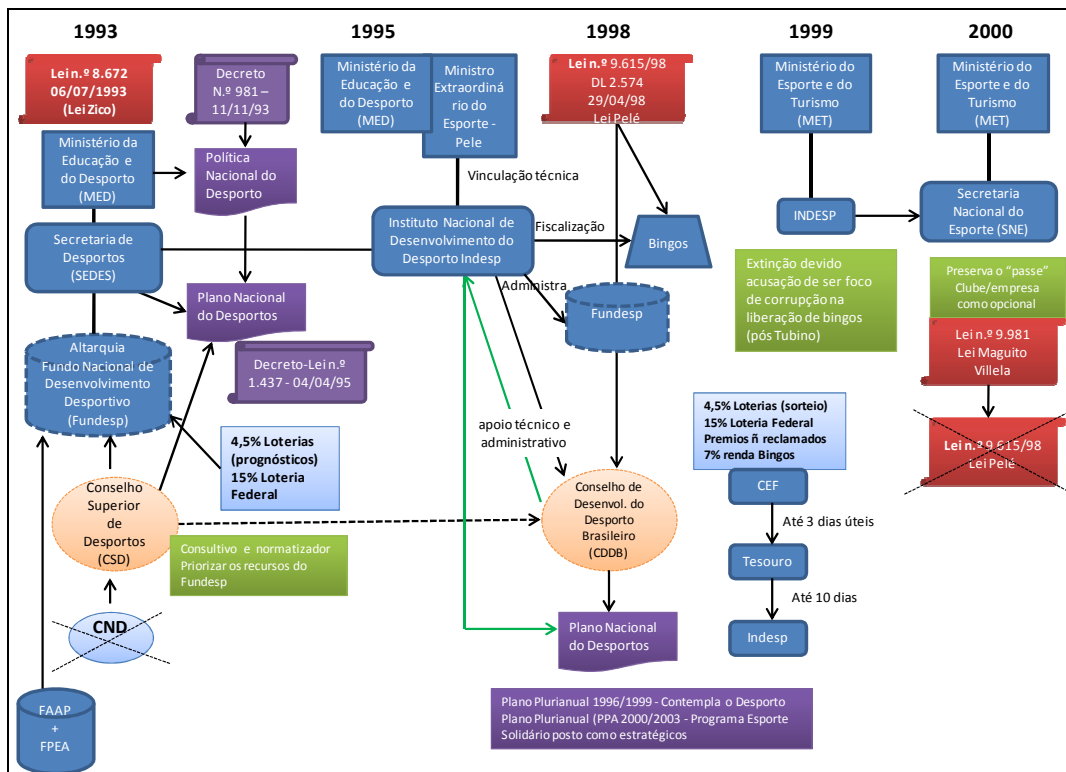 1993
1995
1998
1999
2000
Lei n.º 8.672
06/07/1993
(Lei Zico)
Decreto
N.º 981 –
11/11/93
Ministério da
Educação e
do Desporto
(MED)
Ministro
Extraordiná
rio do
Esporte -
Pele
Lei n.º 9.615/98
DL 2.574
29/04/98
Lei Pelé
Ministério do
Esporte e do
Turismo
(MET)
Ministério do
Esporte e do
Turismo
(MET)
Ministério da
Educação e
do Desporto
(MED)
Política
Nacional do
Desporto
Vinculação técnica
Secretaria de
Desportos
(SEDES)
Instituto Nacional de
Desenvolvimento do
Desporto Indesp
Fiscalização
Bingos
INDESP
Secretaria
Nacional do
Esporte (SNE)
Plano Nacional
do Desportos
Administra
Fundesp
Extinção devido
acusação de ser foco
de corrupção na
liberação de bingos
(pós Tubino)
Preserva o “passe”
Clube/empresa
como opcional
Altarquia
Fundo Nacional de
Desenvolvimento
Desportivo
(Fundesp)
Decreto-Lei n.º
1.437 - 04/04/95
Lei n.º 9.981
Lei Maguito
Villela
4,5% Loterias
(prognósticos)
15% Loteria
Federal
apoio técnico e
administrativo
4,5% Loterias (sorteio)
15% Loteria Federal
Premios ñ reclamados
7% renda Bingos
Lei n.º 9.615/98
Lei Pelé
Conselho
Superior
de
Desportos
(CSD)
Conselho de
Desenvol. do
Desporto
Brasileiro
(CDDB)
CEF
Até 3 dias úteis
Consultivo e normatizador
Priorizar os recursos do
Fundesp
Tesouro
Até 10 dias
CND
Plano Nacional
do Desportos
Indesp
FAAP
+
FPEA
Plano Plurianual 1996/1999 - Contempla o Desporto
Plano Plurianual (PPA 2000/2003 - Programa Esporte
Solidário posto como estratégicos